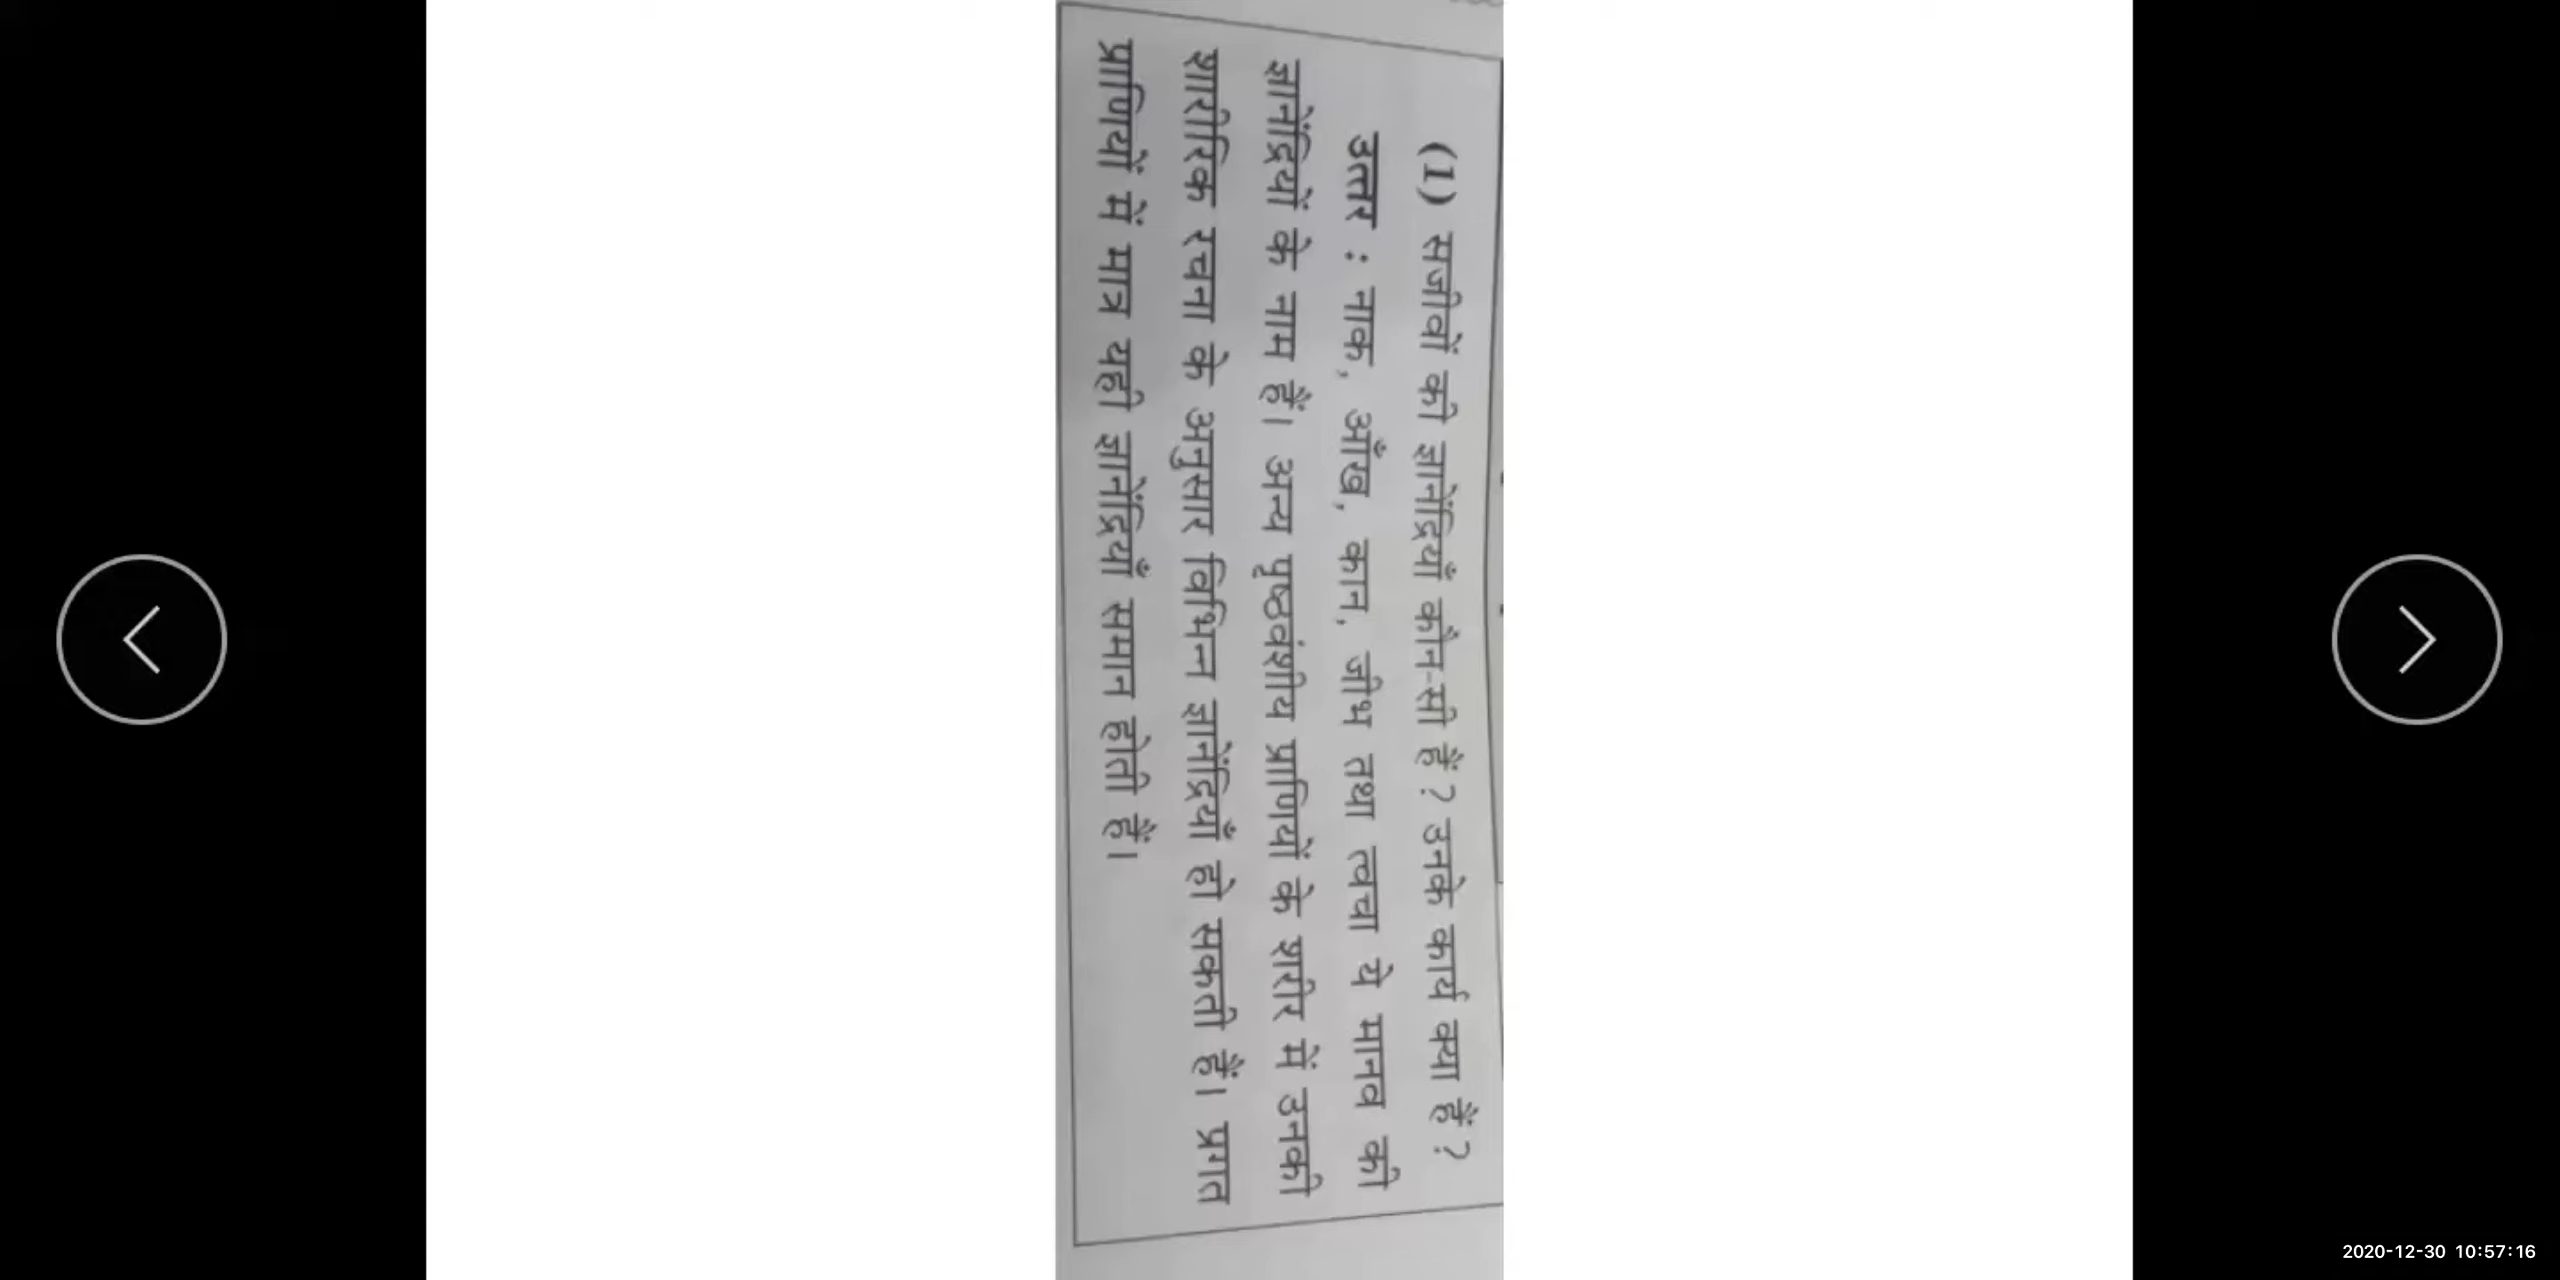 (1) सजीवों की ज्ञानेंद्रियाँ कौन-सी हैं ? उनके कार्य क्या हैं ?
उत्तर : नाक, आँख, कान, जीभ तथा त्वचा ये मानव की
ज्ञानेंद्रियों के नाम हैं। अन्य पृष्ठवंशीय प्राणियों के शरीर में उनकी
शारीरिक रचना के अनुसार विभिन्न ज्ञानेंद्रियाँ हो सकती हैं। प्रगत
प्राणियों में मात्र यही ज्ञानेंद्रियाँ समान होती हैं।
2020-12-30 10:57:16